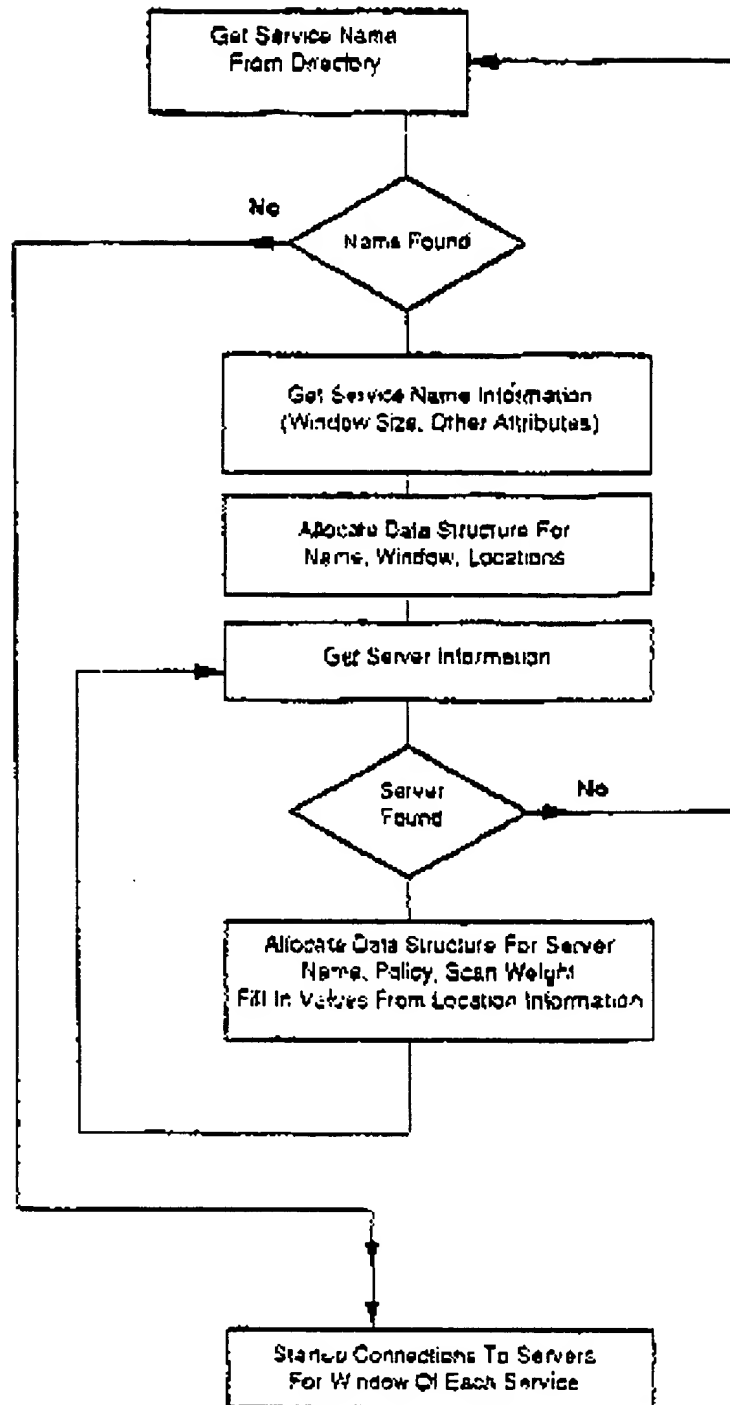 Get Service Name
From Directory
No
Name Found
Get Service Name Information
(Window Size, Other Attributes)
Allocate Data Structure For
Name, Window, Locations
Get Server Information
Server
Found
No
Allocate Data Structure For Server
Name, Policy, Scan Weight
Fill In Values From Location Information
Startup Connections To Servers
For Window Of Each Service